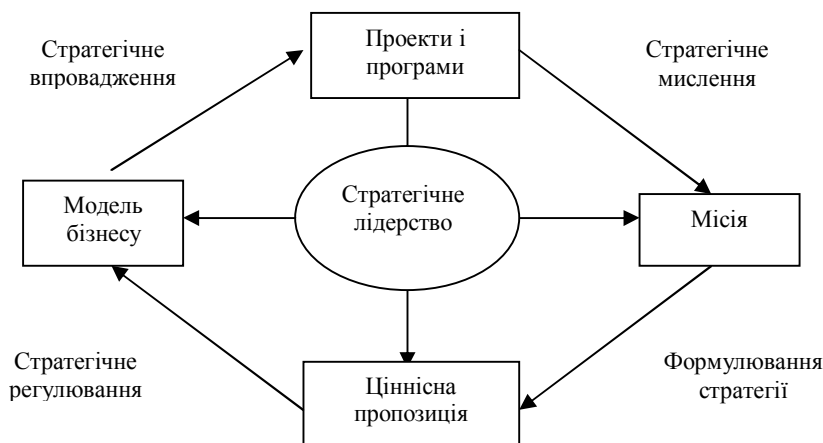 Стратегічне
впровадження
Проекти і
програми
Стратегічне
мислення
Модель
бізнесу
Стратегічне
лідерство
Місія
Стратегічне
регулювання
Ціннісна
пропозиція
Формулювання
стратегії